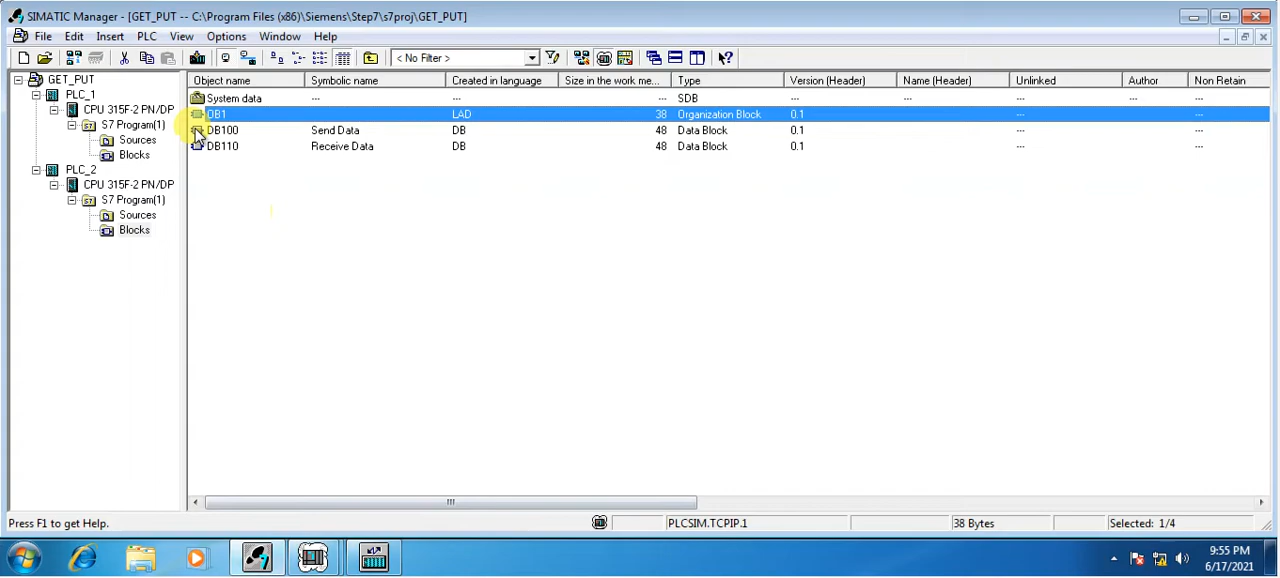 SIMATIC Manager - [GET_PUT -- C:\Program Files (x86)\Siemens\Step7\s7proj\GET_PUT]
File Edit Insert PLC View Options Window Help
< No Filter >
GET_PUT
PLC_1
CPU 315F-2 PN/DP
S7 Program(1)
Sources
Blocks
PLC_2
CPU 315F-2 PN/DP
S7 Program(1)
Sources
Blocks
Object name Symbolic name Created in language Size in the work me... Type Version (Header) Name (Header) Unlinked Author Non Retain
System data --- --- --- SDB --- --- --- ---
OB1 LAD 38 Organization Block 0.1 --- ---
DB100 Send Data DB 48 Data Block 0.1 --- ---
DB110 Receive Data DB 48 Data Block 0.1 --- ---
Press F1 to get Help. PLCSIM.TCPIP.1 38 Bytes Selected: 1/4
9:55 PM
6/17/2021